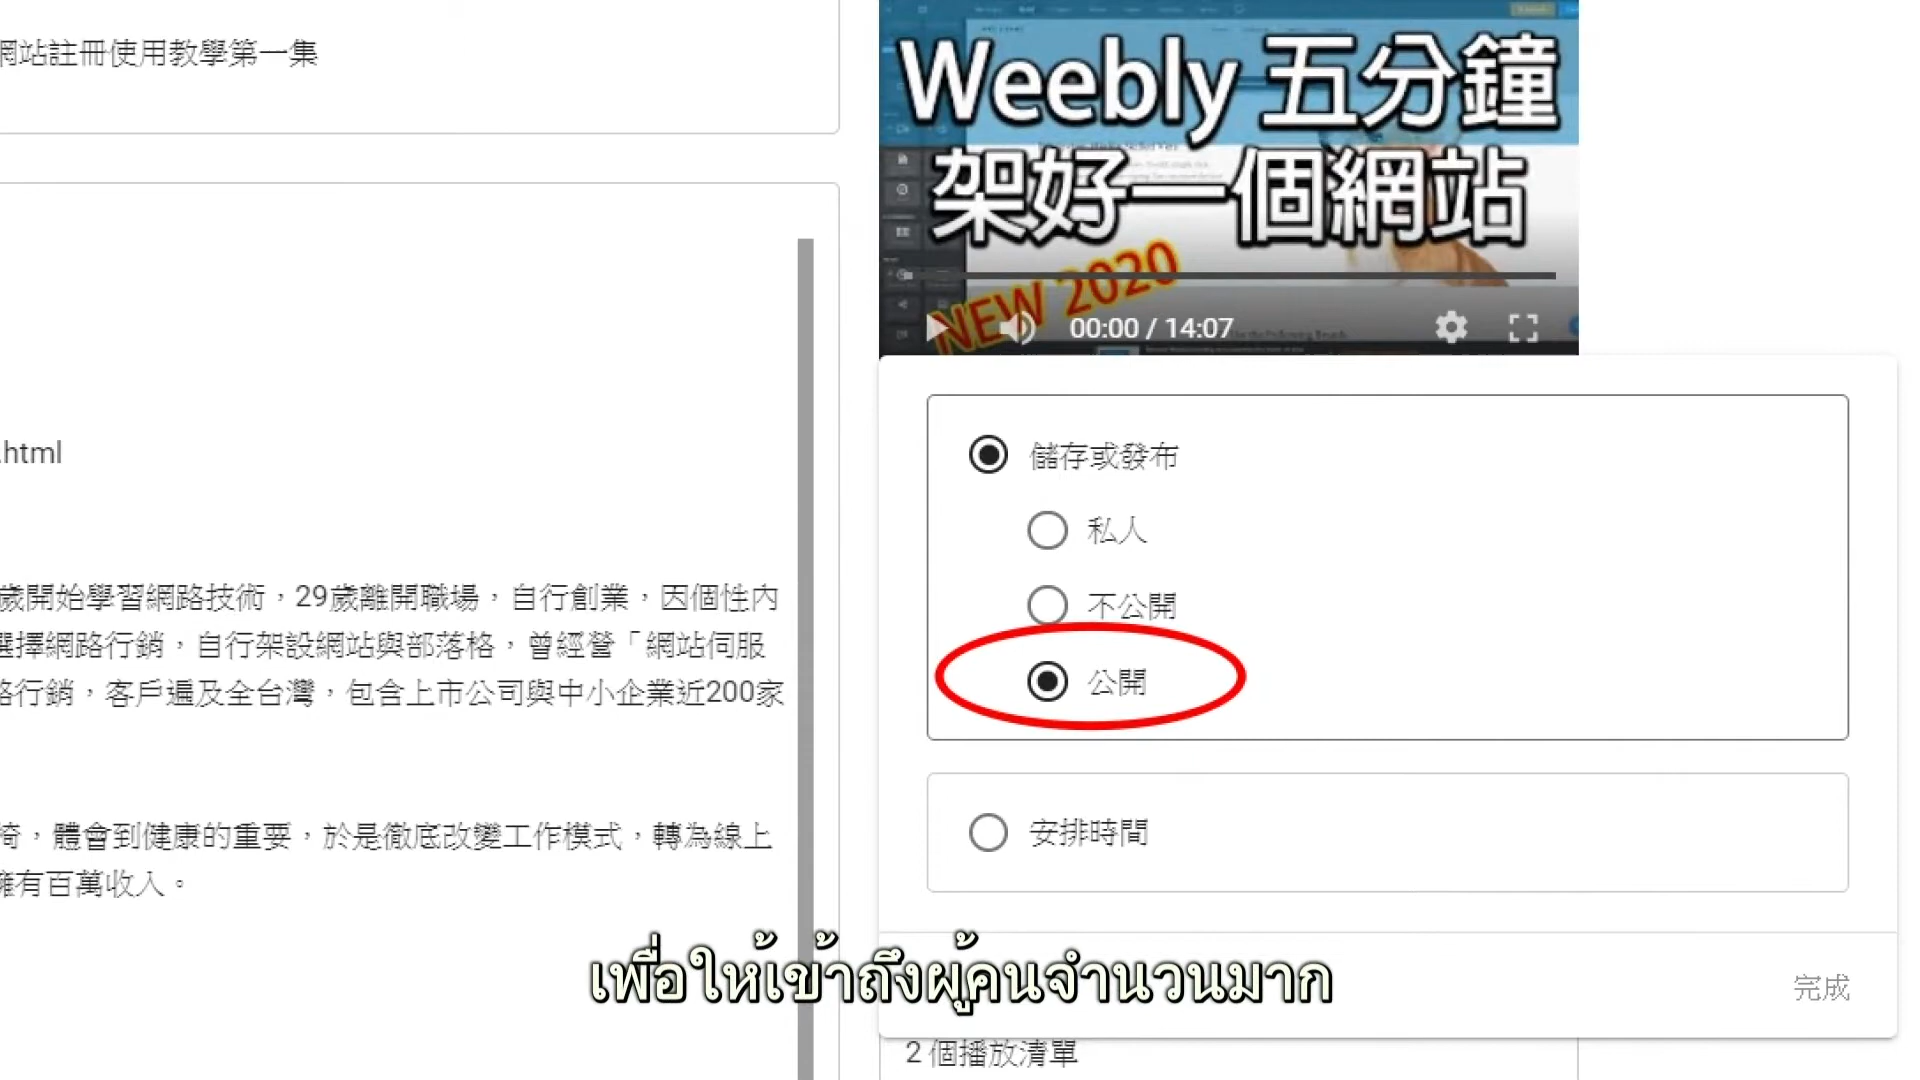 網站註冊使用教學第一集
.html
歲開始學習網路技術，29歲離開職場，自行創業，因個性內
選擇網路行銷，自行架設網站與部落格，曾經營「網站伺服
路行銷，客戶遍及全台灣，包含上市公司與中小企業近200家
，體會到健康的重要，於是徹底改變工作模式，轉為線上
擁有百萬收入。
Weebly 五分鐘
架好一個網站
NEW 2020
00:00 / 14:07
儲存或發布
私人
不公開
公開
安排時間
完成
2 個播放清單
เพื่อให้เข้าถึงผู้คนจำนวนมาก